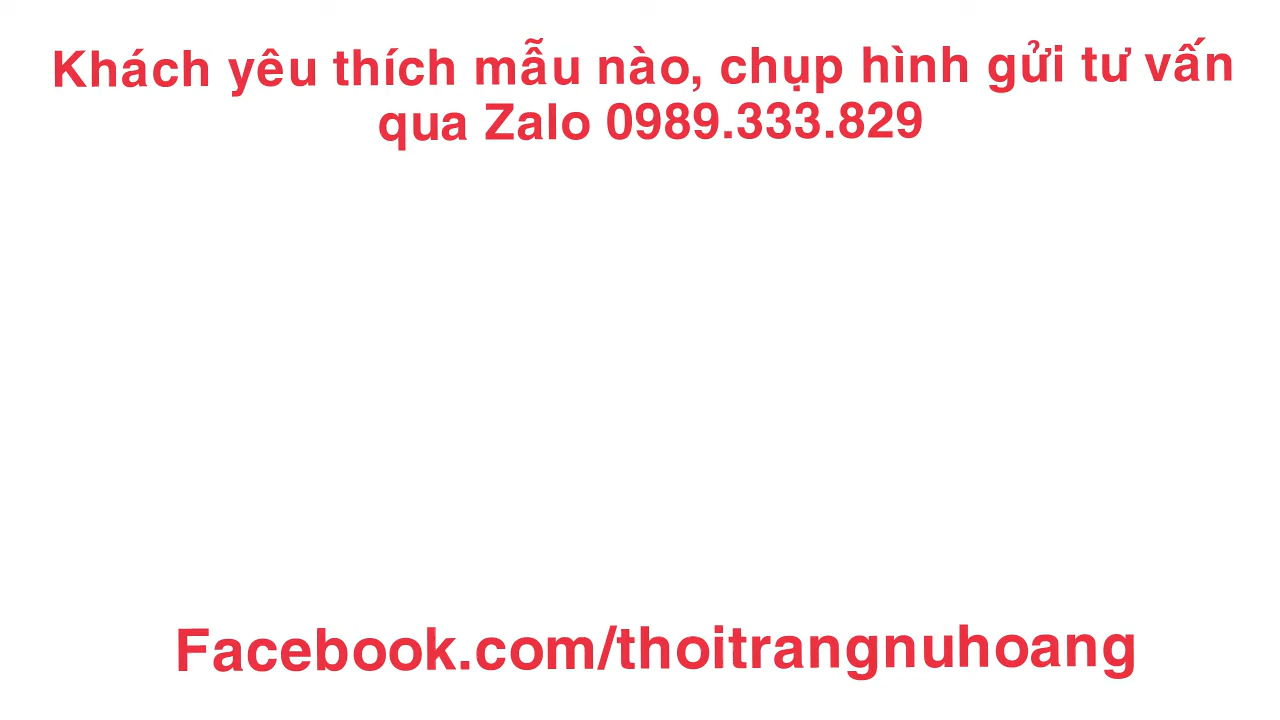 Khách yêu thích mẫu nào, chụp hình gửi tư vấn
qua Zalo 0989.333.829
Facebook.com/thoitrangnuhoang